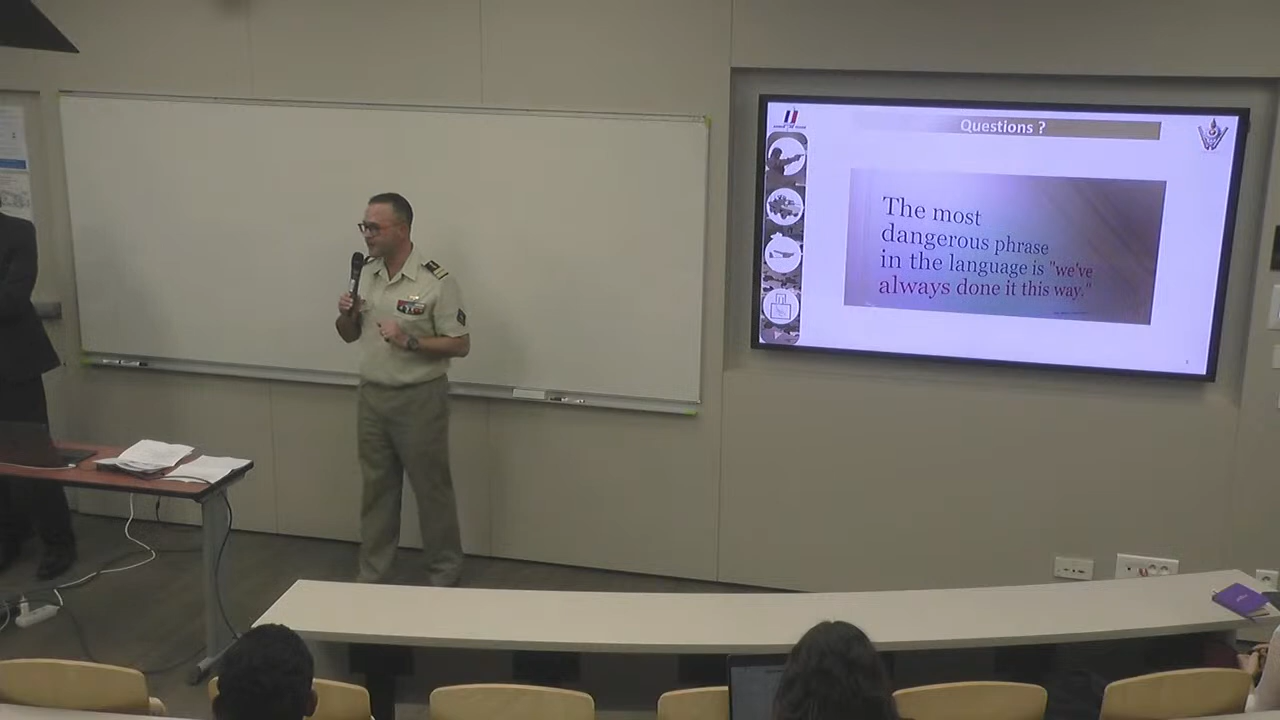 Questions ?
The most
dangerous phrase
in the language is "we've
always done it this way."